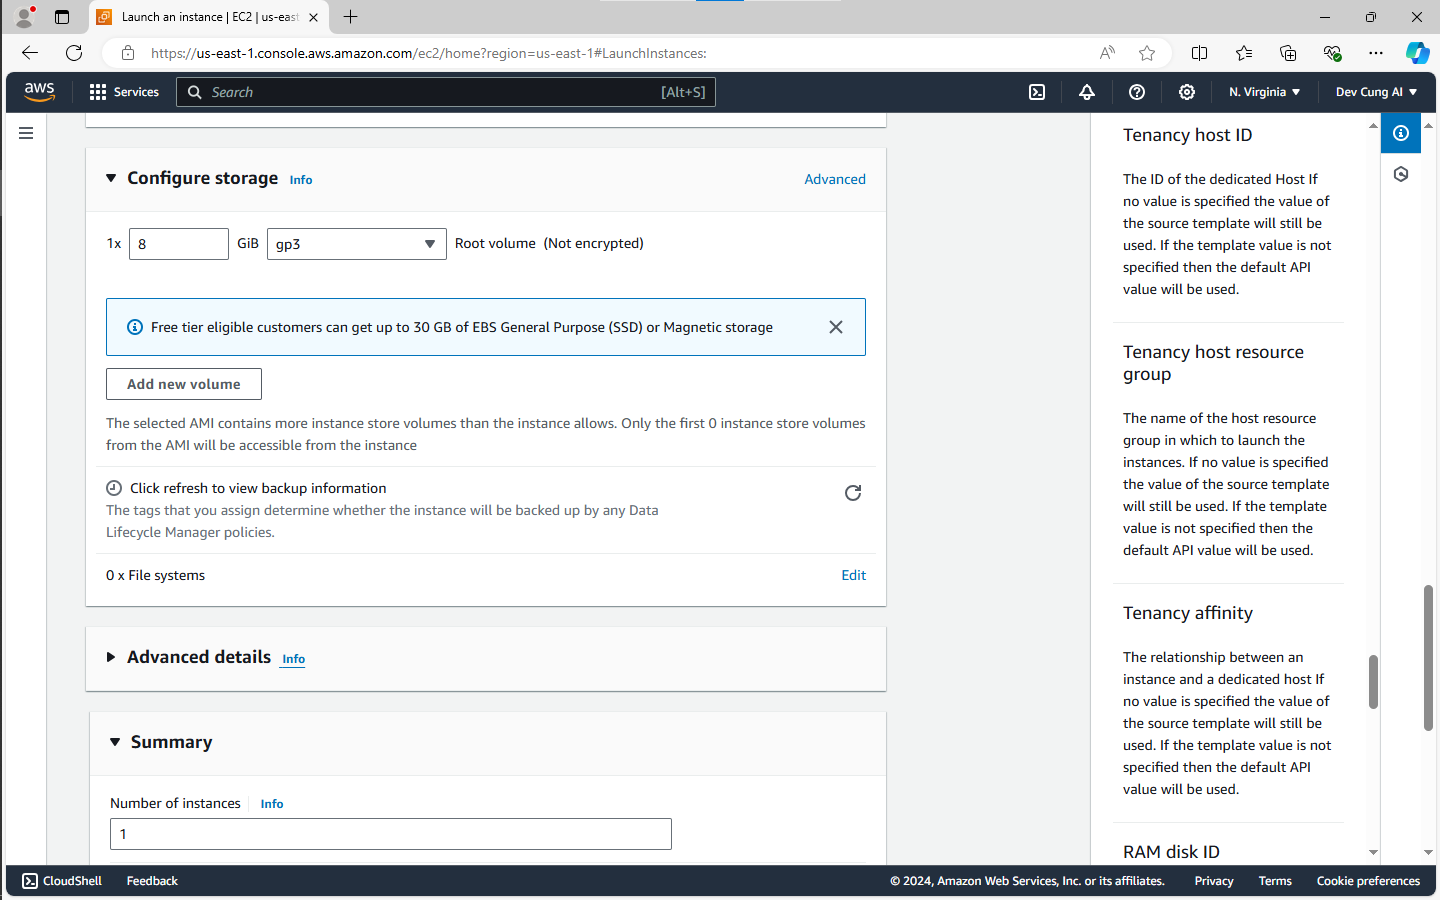 Launch an instance | EC2 | us-east
https://us-east-1.console.aws.amazon.com/ec2/home?region=us-east-1#LaunchInstances:
aws
Services
Search
[Alt+S]
N. Virginia
Dev Cung AI
Configure storage Info
Advanced
1x 8 GiB gp3 Root volume (Not encrypted)
Free tier eligible customers can get up to 30 GB of EBS General Purpose (SSD) or Magnetic storage
Add new volume
The selected AMI contains more instance store volumes than the instance allows. Only the first 0 instance store volumes
from the AMI will be accessible from the instance
Click refresh to view backup information
The tags that you assign determine whether the instance will be backed up by any Data
Lifecycle Manager policies.
0 x File systems
Edit
Advanced details Info
Summary
Number of instances Info
1
Tenancy host ID
The ID of the dedicated Host If
no value is specified the value of
the source template will still be
used. If the template value is not
specified then the default API
value will be used.
Tenancy host resource
group
The name of the host resource
group in which to launch the
instances. If no value is specified
the value of the source template
will still be used. If the template
value is not specified then the
default API value will be used.
Tenancy affinity
The relationship between an
instance and a dedicated host If
no value is specified the value of
the source template will still be
used. If the template value is not
specified then the default API
value will be used.
RAM disk ID
CloudShell
Feedback
© 2024, Amazon Web Services, Inc. or its affiliates.
Privacy
Terms
Cookie preferences